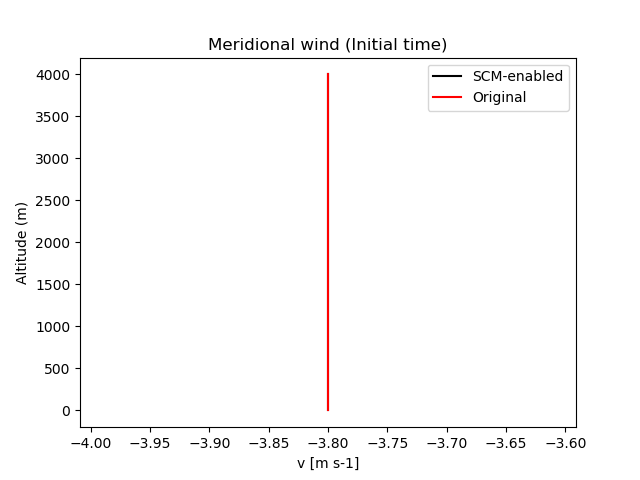 Meridional wind (Initial time)
SCM-enabled
Original
4000
3500
3000
2500
2000
1500
1000
500
0
Altitude (m)
−4.00 −3.95 −3.90 −3.85 −3.80 −3.75 −3.70 −3.65 −3.60
v [m s-1]